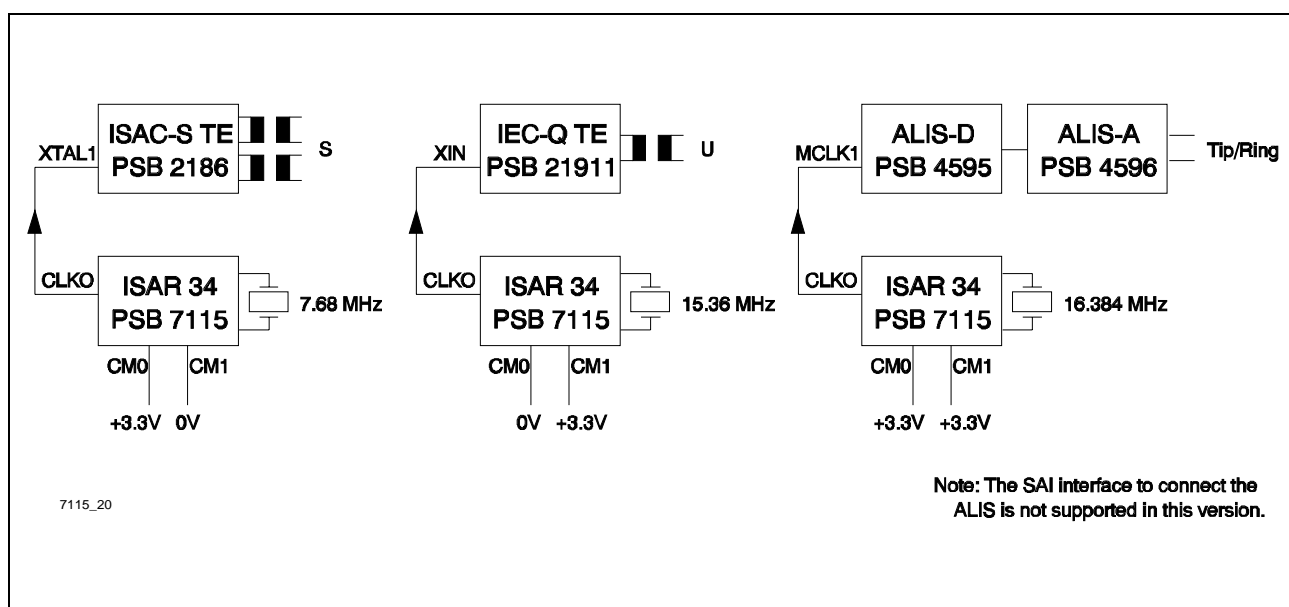 ISAC-S TE
PSB 2186
S
XTAL1
CLKO
ISAR 34
PSB 7115
7.68 MHz
CM0 CM1
+3.3V 0V
IEC-Q TE
PSB 21911
U
XIN
CLKO
ISAR 34
PSB 7115
15.36 MHz
CM0 CM1
0V +3.3V
ALIS-D
PSB 4595
ALIS-A
PSB 4596
Tip/Ring
MCLK1
CLKO
ISAR 34
PSB 7115
16.384 MHz
CM0 CM1
+3.3V +3.3V
Note: The SAI interface to connect the
ALIS is not supported in this version.
7115_20